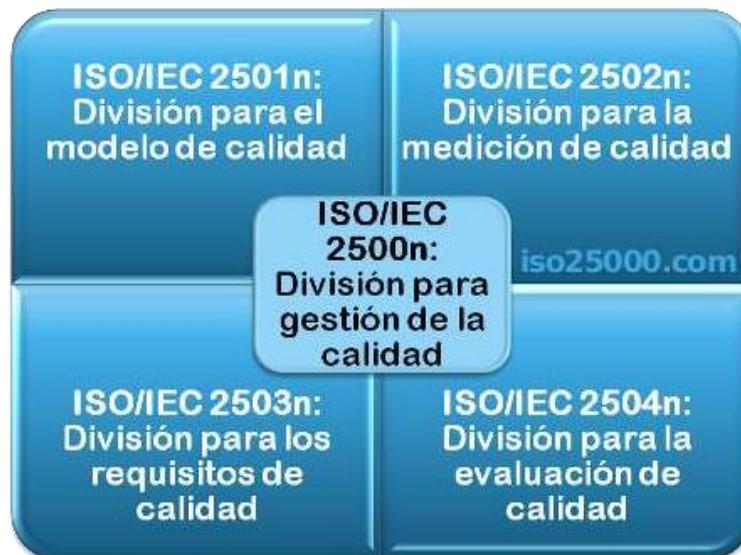 ISO/IEC 2501n:
División para el
modelo de calidad
ISO/IEC 2502n:
División para la
medición de calidad
ISO/IEC
2500n:
División para
gestión de la
calidad
iso25000.com
ISO/IEC 2503n:
División para los
requisitos de
calidad
ISO/IEC 2504n:
División para la
evaluación de
calidad